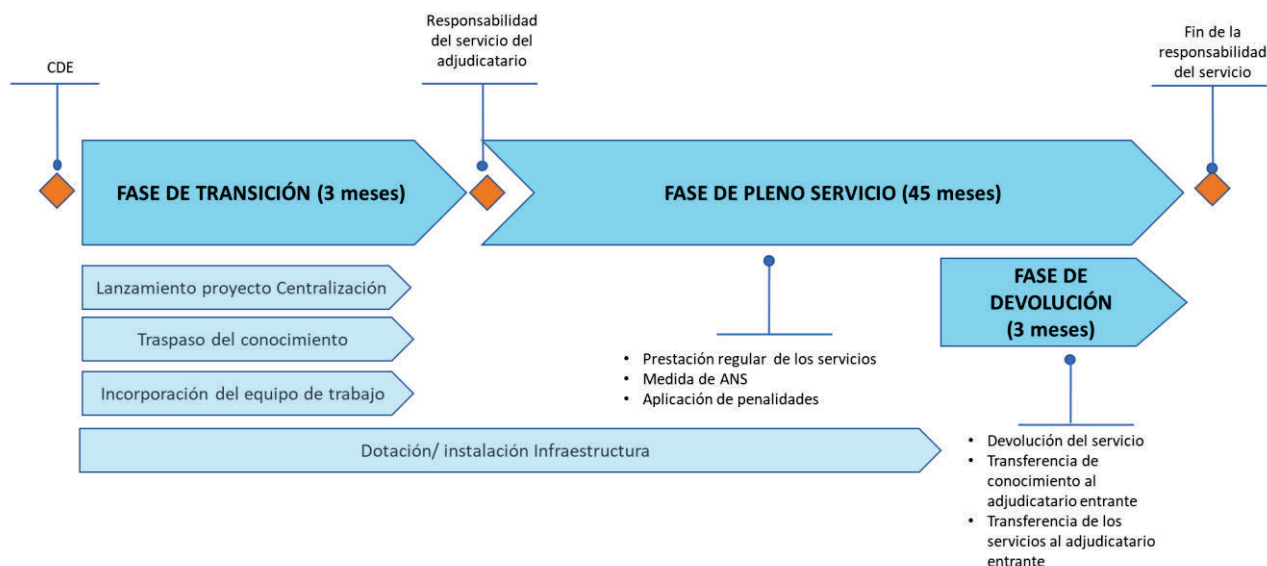 CDE
Responsabilidad
del servicio del
adjudicatario
Fin de la
responsabilidad
del servicio
FASE DE TRANSICIÓN (3 meses)
FASE DE PLENO SERVICIO (45 meses)
Lanzamiento proyecto Centralización
Traspaso del conocimiento
Incorporación del equipo de trabajo
Dotación/ instalación Infraestructura
• Prestación regular de los servicios
• Medida de ANS
• Aplicación de penalidades
FASE DE
DEVOLUCIÓN
(3 meses)
• Devolución del servicio
• Transferencia de
conocimiento al
adjudicatario entrante
• Transferencia de los
servicios al adjudicatario
entrante